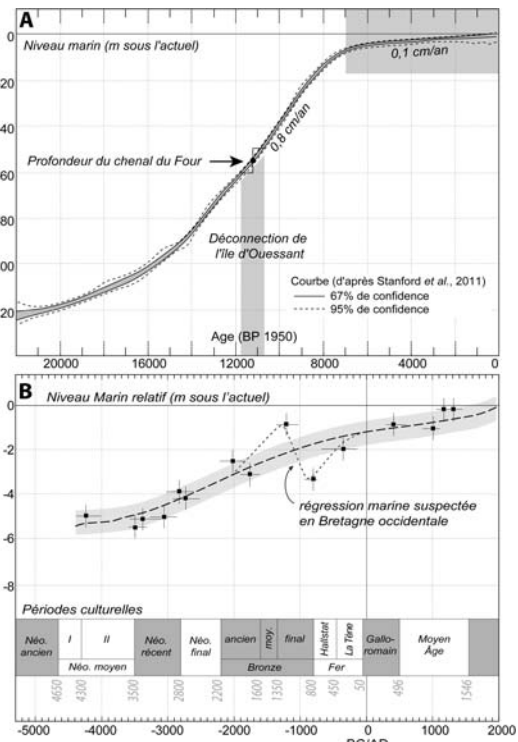 A
Niveau marin (m sous l'actuel)
0
20
40
60
80
00
20
0,1 cm/an
0,8 cm/an
Profondeur du chenal du Four
Déconnection de
l'île d'Ouessant
Courbe (d'après Stanford et al., 2011)
67% de confidence
95% de confidence
Age (BP 1950)
20000 16000 12000 8000 4000 0
B
Niveau Marin relatif (m sous l'actuel)
0
-2
-4
-6
-8
régression marine suspectée
en Bretagne occidentale
Périodes culturelles
Néo. ancien
I II
Néo. moyen
Néo. récent
Néo. final
ancien moy. final
Bronze
Hallstat La Tène
Fer
Gallo-romain
Moyen Âge
4650 4300 3500 2800 2200 1600 1350 800 450 50 496 1546
-5000 -4000 -3000 -2000 -1000 0 1000 2000
BC/AD